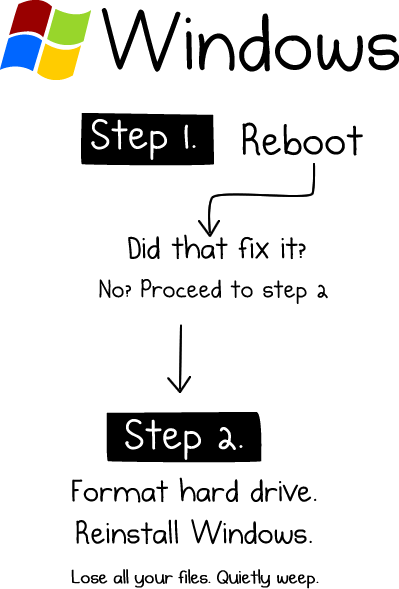 Windows
Step 1. Reboot
Did that fix it?
No? Proceed to step 2
Step 2.
Format hard drive.
Reinstall Windows.
Lose all your files. Quietly weep.